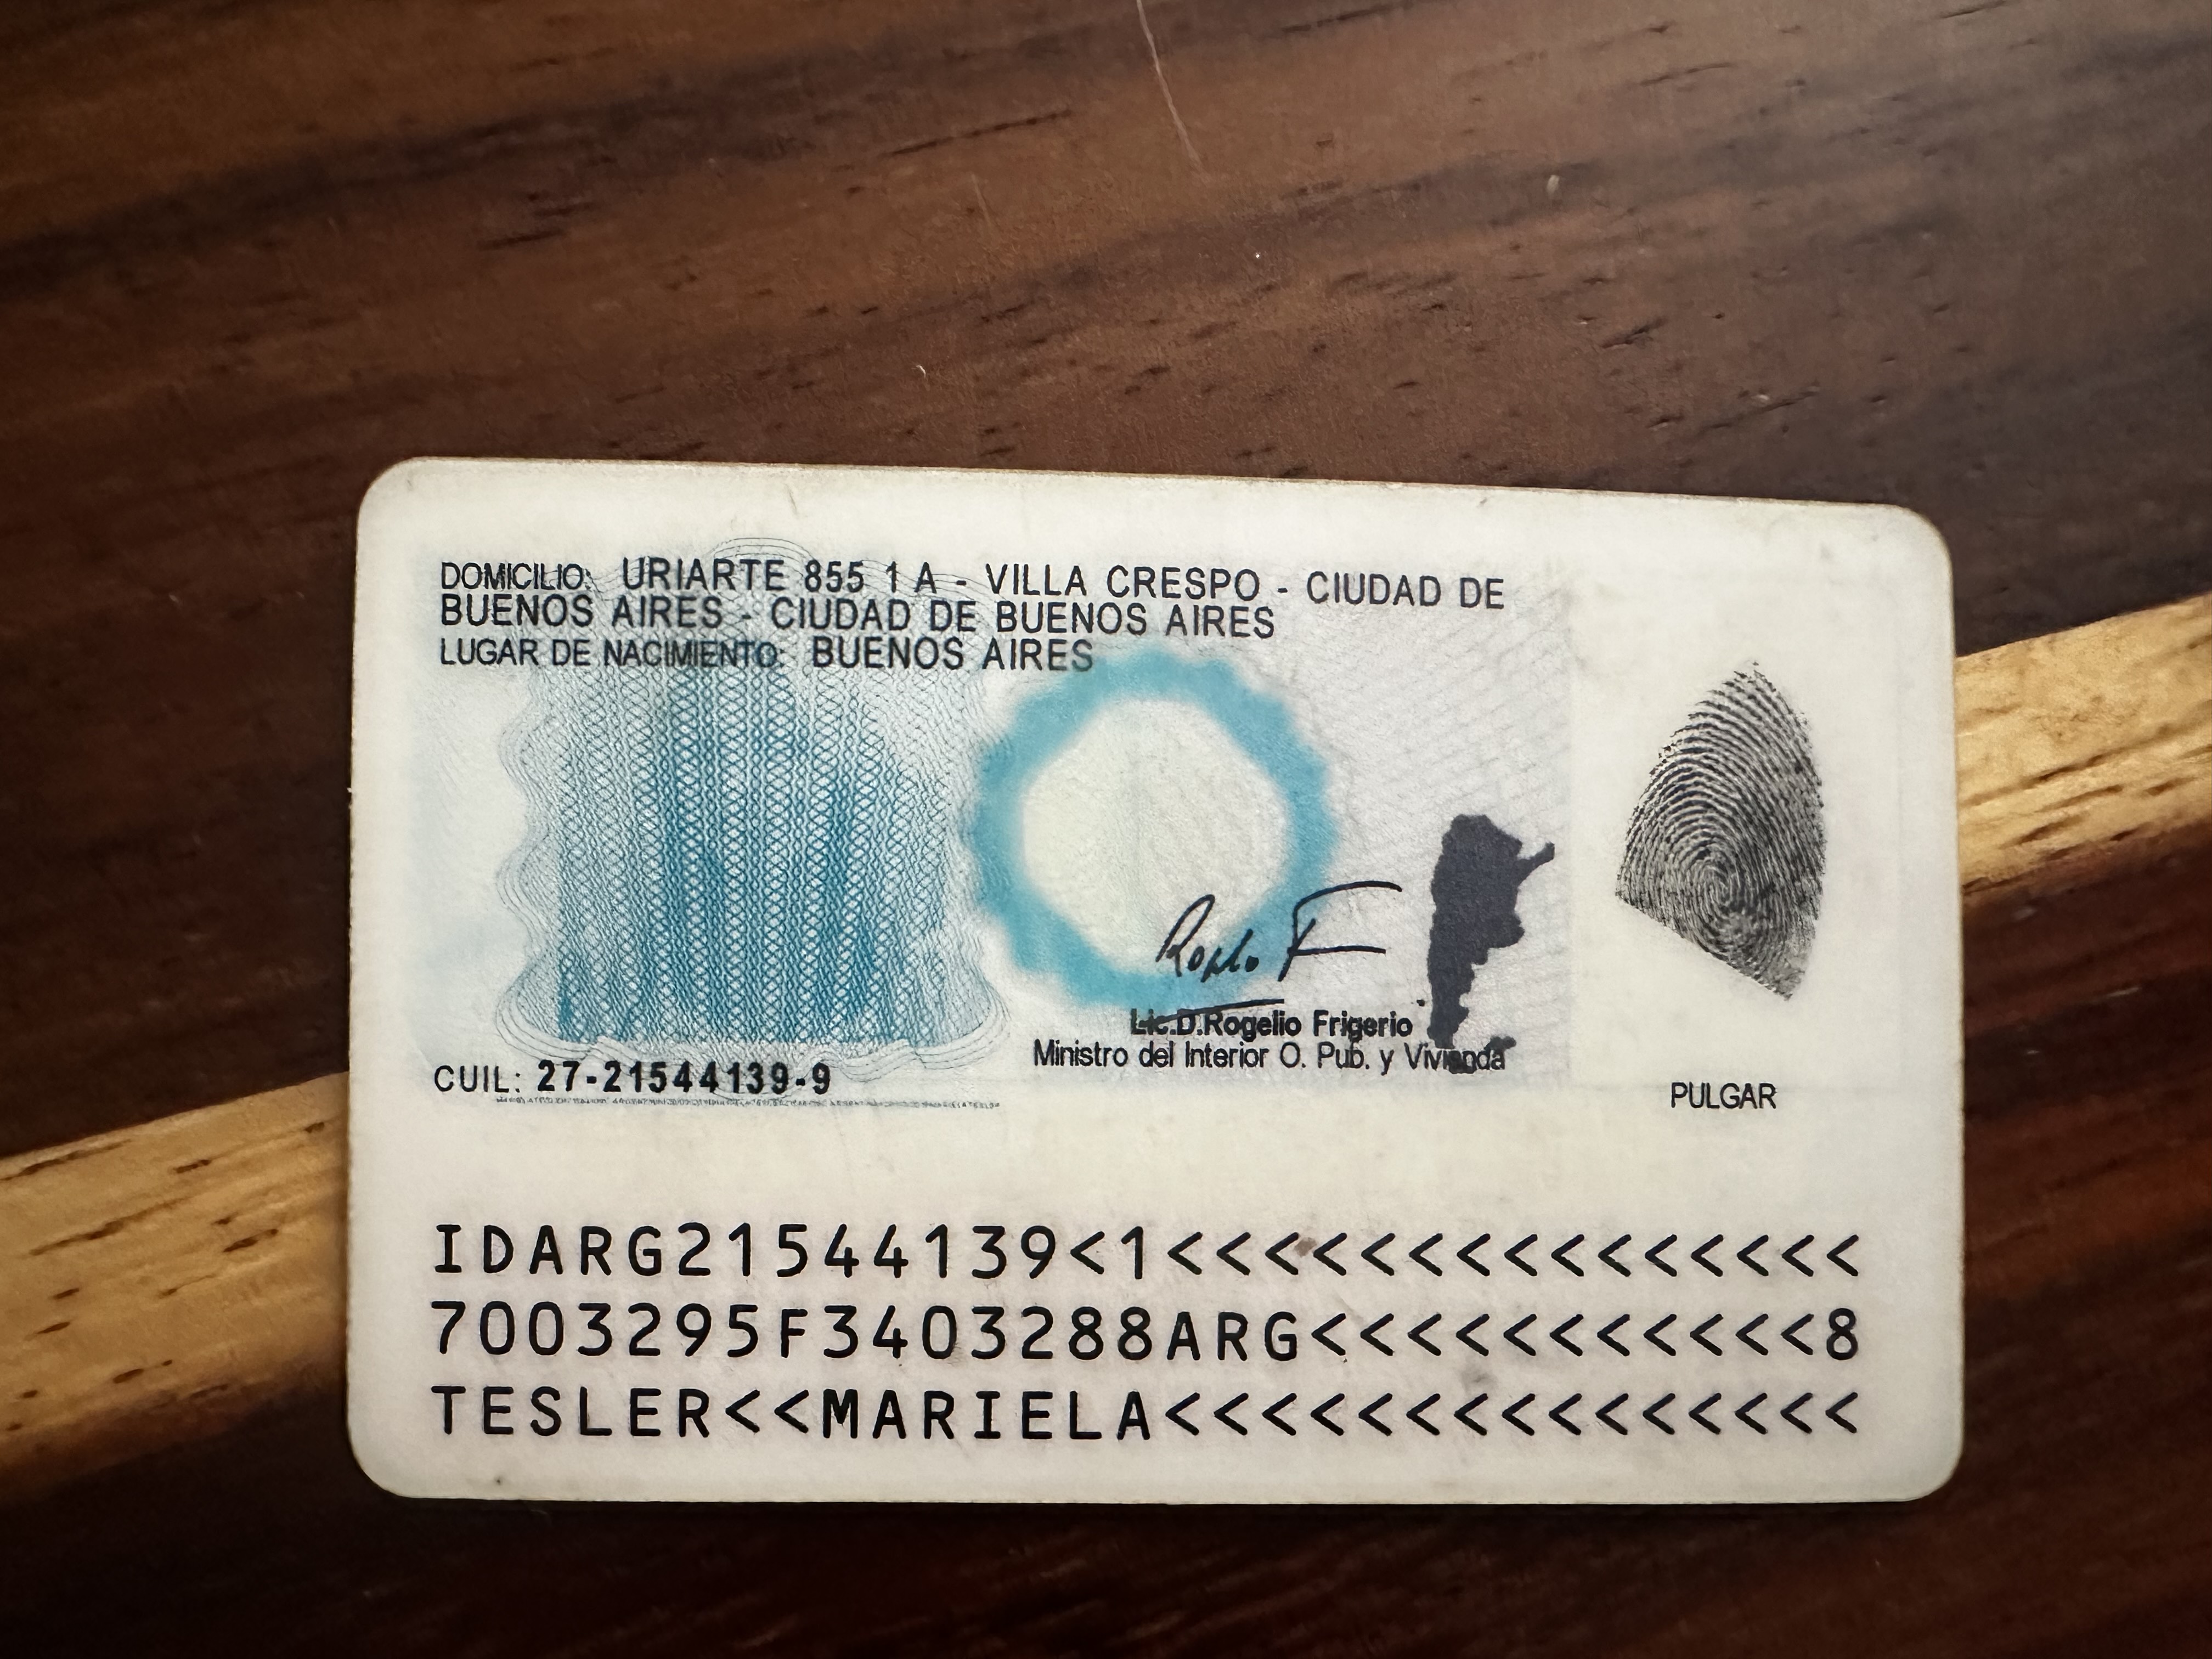 DOMICILIO: URIARTE 855 1 A - VILLA CRESPO - CIUDAD DE
BUENOS AIRES - CIUDAD DE BUENOS AIRES
LUGAR DE NACIMIENTO: BUENOS AIRES
Lic.D.Rogelio Frigerio
Ministro del Interior O. Pub. y Vivienda
CUIL: 27-21544139-9
PULGAR
IDARG21544139<1<<<<<<<<<<<<<<<
7003295F3403288ARG<<<<<<<<<<<8
TESLER<<MARIELA<<<<<<<<<<<<<<<